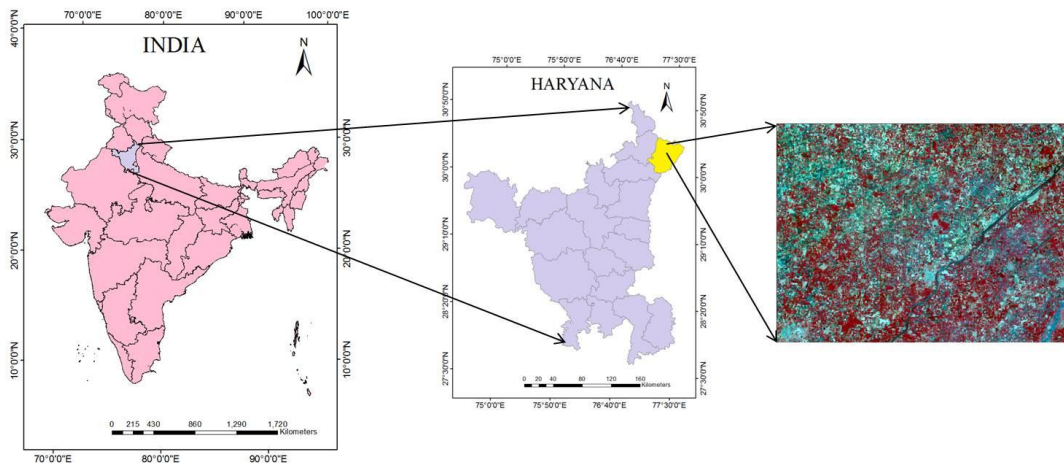 70°0'0"E 80°0'0"E 90°0'0"E 100°0'0"E
INDIA
N
40°0'0"N
30°0'0"N
20°0'0"N
10°0'0"N
30°0'0"N
20°0'0"N
10°0'0"N
0 215 430 860 1,290 1,720
Kilometers
70°0'0"E 80°0'0"E 90°0'0"E
75°0'0"E 75°50'0"E 76°40'0"E 77°30'0"E
HARYANA
N
30°50'0"N
30°0'0"N
29°10'0"N
28°20'0"N
27°30'0"N
30°50'0"N
30°0'0"N
29°10'0"N
28°20'0"N
27°30'0"N
0 20 40 80 120 160
Kilometers
75°0'0"E 75°50'0"E 76°40'0"E 77°30'0"E